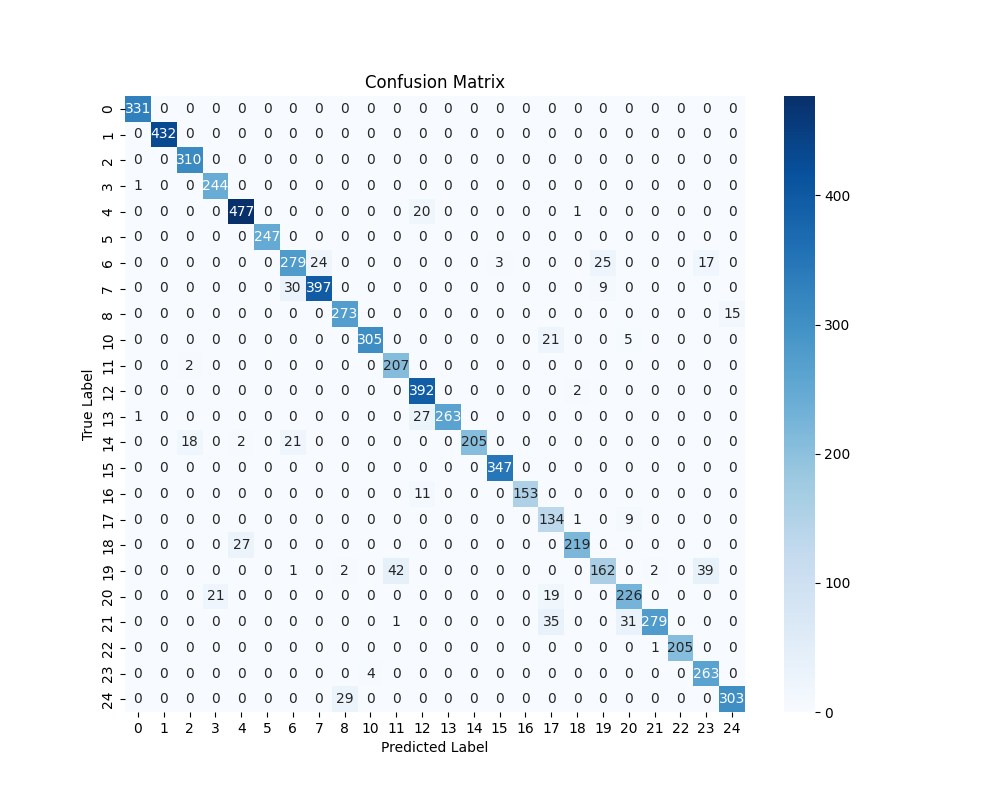 Confusion Matrix
0 331 0 0 0 0 0 0 0 0 0 0 0 0 0 0 0 0 0 0 0 0 0 0 0
1 0 432 0 0 0 0 0 0 0 0 0 0 0 0 0 0 0 0 0 0 0 0 0 0
2 0 0 310 0 0 0 0 0 0 0 0 0 0 0 0 0 0 0 0 0 0 0 0 0
3 1 0 0 244 0 0 0 0 0 0 0 0 0 0 0 0 0 0 0 0 0 0 0 0
4 0 0 0 0 477 0 0 0 0 0 0 20 0 0 0 0 0 1 0 0 0 0 0 0
5 0 0 0 0 0 247 0 0 0 0 0 0 0 0 0 0 0 0 0 0 0 0 0 0
6 0 0 0 0 0 0 279 24 0 0 0 0 0 0 3 0 0 0 25 0 0 0 17 0
7 0 0 0 0 0 0 30 397 0 0 0 0 0 0 0 0 0 0 9 0 0 0 0 0
8 0 0 0 0 0 0 0 0 273 0 0 0 0 0 0 0 0 0 0 0 0 0 0 15
10 0 0 0 0 0 0 0 0 0 305 0 0 0 0 0 0 21 0 0 5 0 0 0 0
11 0 0 2 0 0 0 0 0 0 0 207 0 0 0 0 0 0 0 0 0 0 0 0 0
12 0 0 0 0 0 0 0 0 0 0 0 392 0 0 0 0 0 2 0 0 0 0 0 0
13 1 0 0 0 0 0 0 0 0 0 0 27 263 0 0 0 0 0 0 0 0 0 0 0
14 0 0 18 0 2 0 21 0 0 0 0 0 0 205 0 0 0 0 0 0 0 0 0 0
15 0 0 0 0 0 0 0 0 0 0 0 0 0 0 347 0 0 0 0 0 0 0 0 0
16 0 0 0 0 0 0 0 0 0 0 0 11 0 0 0 153 0 0 0 0 0 0 0 0
17 0 0 0 0 0 0 0 0 0 0 0 0 0 0 0 0 134 1 0 9 0 0 0 0
18 0 0 0 0 27 0 0 0 0 0 0 0 0 0 0 0 0 219 0 0 0 0 0 0
19 0 0 0 0 0 0 1 0 2 0 42 0 0 0 0 0 0 0 162 0 2 0 39 0
20 0 0 0 21 0 0 0 0 0 0 0 0 0 0 0 0 19 0 0 226 0 0 0 0
21 0 0 0 0 0 0 0 0 0 0 1 0 0 0 0 0 35 0 0 31 279 0 0 0
22 0 0 0 0 0 0 0 0 0 0 0 0 0 0 0 0 0 0 0 0 1 205 0 0
23 0 0 0 0 0 0 0 0 0 4 0 0 0 0 0 0 0 0 0 0 0 0 263 0
24 0 0 0 0 0 0 0 0 29 0 0 0 0 0 0 0 0 0 0 0 0 0 0 303
0 1 2 3 4 5 6 7 8 10 11 12 13 14 15 16 17 18 19 20 21 22 23 24
Predicted Label
True Label
400
300
200
100
0